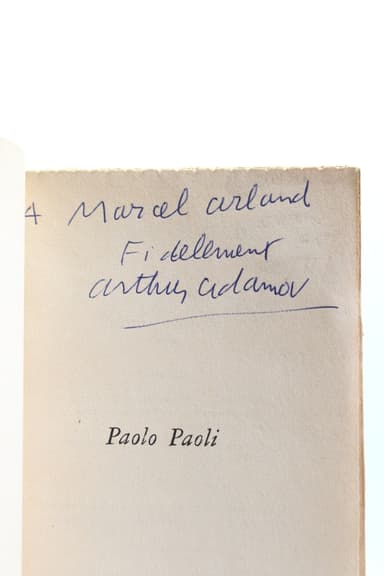 A Marcel Arland
Fidèlement
Arthur Adamov
Paolo Paoli